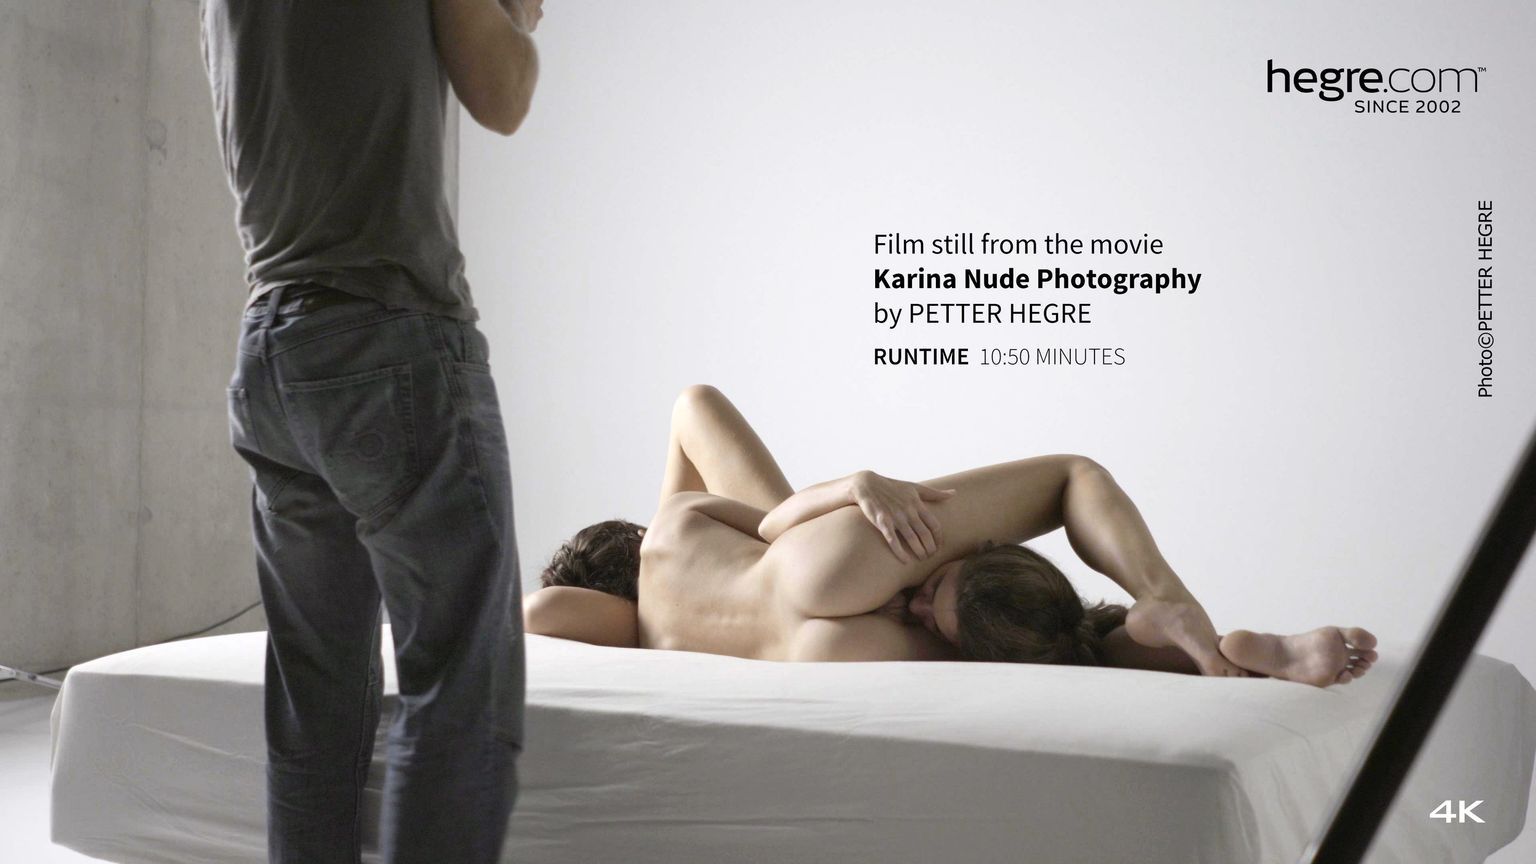 hegre.com™
SINCE 2002
Film still from the movie
Karina Nude Photography
by PETTER HEGRE
RUNTIME 10:50 MINUTES
Photo©PETTER HEGRE
4K